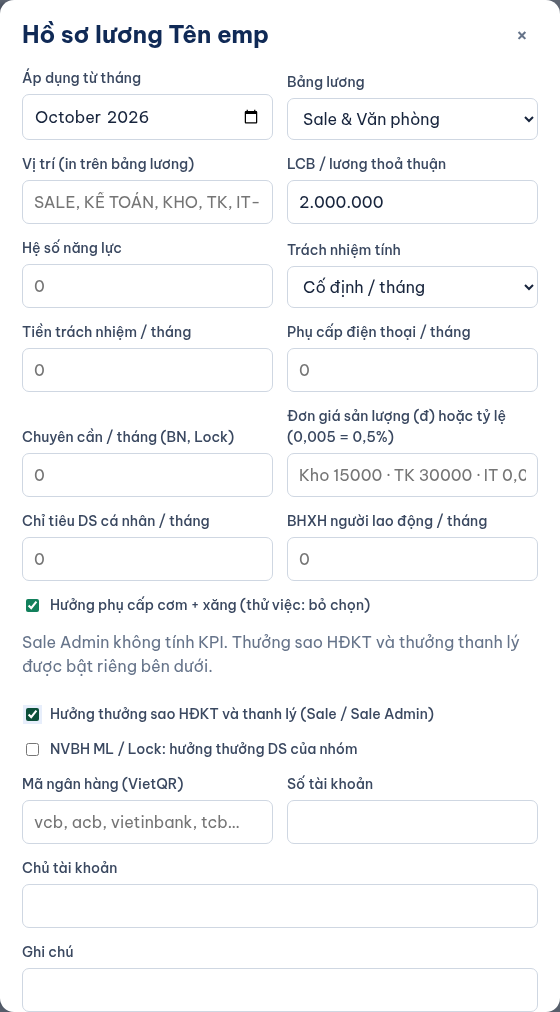 Hồ sơ lương Tên emp
×
Áp dụng từ tháng
Bảng lương
October 2026
Sale & Văn phòng
Vị trí (in trên bảng lương)
LCB / lương thoả thuận
SALE, KẾ TOÁN, KHO, TK, IT-
2.000.000
Hệ số năng lực
Trách nhiệm tính
0
Cố định / tháng
Tiền trách nhiệm / tháng
Phụ cấp điện thoại / tháng
0
0
Chuyên cần / tháng (BN, Lock)
Đơn giá sản lượng (đ) hoặc tỷ lệ
(0,005 = 0,5%)
0
Kho 15000 · TK 30000 · IT 0,0
Chỉ tiêu DS cá nhân / tháng
BHXH người lao động / tháng
0
0
Hưởng phụ cấp cơm + xăng (thử việc: bỏ chọn)
Sale Admin không tính KPI. Thưởng sao HĐKT và thưởng thanh lý
được bật riêng bên dưới.
Hưởng thưởng sao HĐKT và thanh lý (Sale / Sale Admin)
NVBH ML / Lock: hưởng thưởng DS của nhóm
Mã ngân hàng (VietQR)
Số tài khoản
vcb, acb, vietinbank, tcb...
Chủ tài khoản
Ghi chú